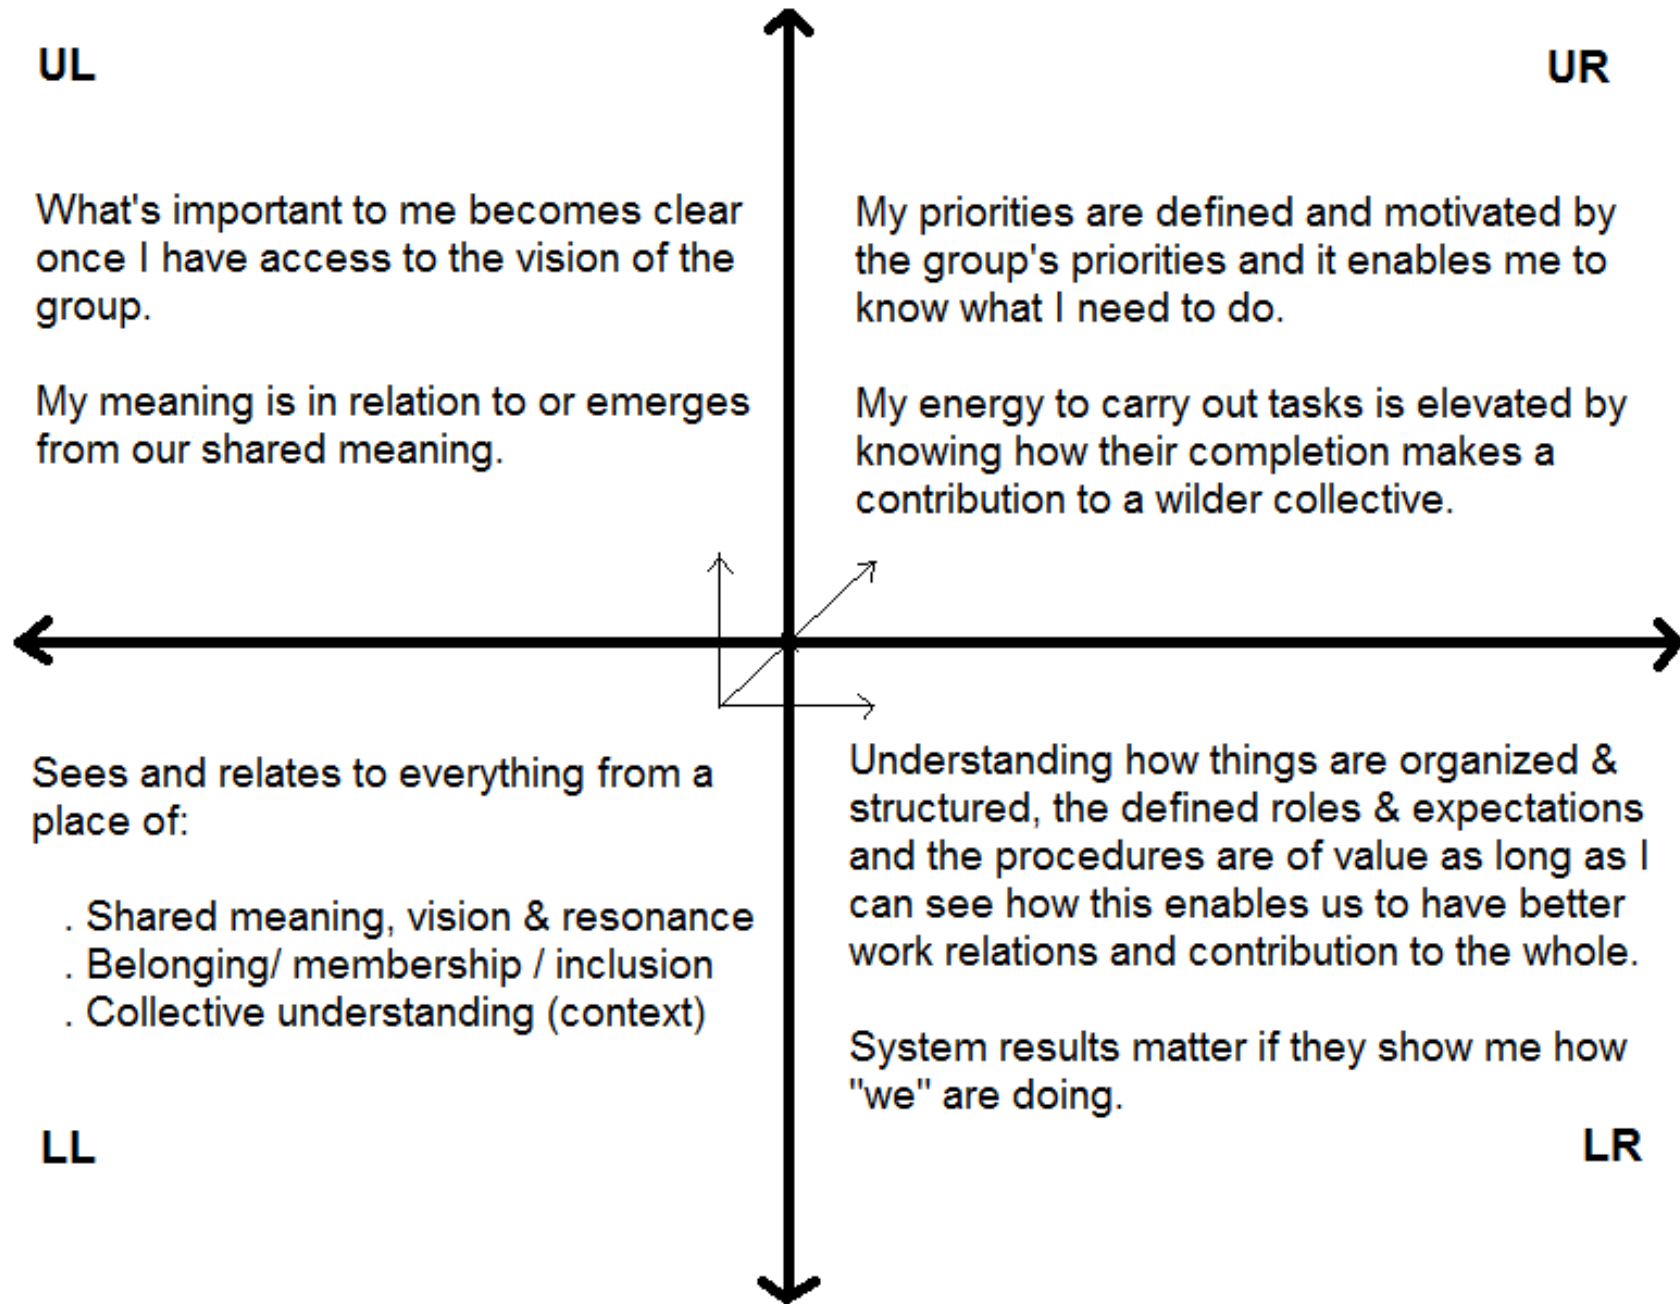 UL
UR
What's important to me becomes clear
once I have access to the vision of the
group.
My meaning is in relation to or emerges
from our shared meaning.
My priorities are defined and motivated by
the group's priorities and it enables me to
know what I need to do.
My energy to carry out tasks is elevated by
knowing how their completion makes a
contribution to a wilder collective.
Sees and relates to everything from a
place of:
. Shared meaning, vision & resonance
. Belonging/ membership / inclusion
. Collective understanding (context)
LL
Understanding how things are organized &
structured, the defined roles & expectations
and the procedures are of value as long as I
can see how this enables us to have better
work relations and contribution to the whole.
System results matter if they show me how
"we" are doing.
LR